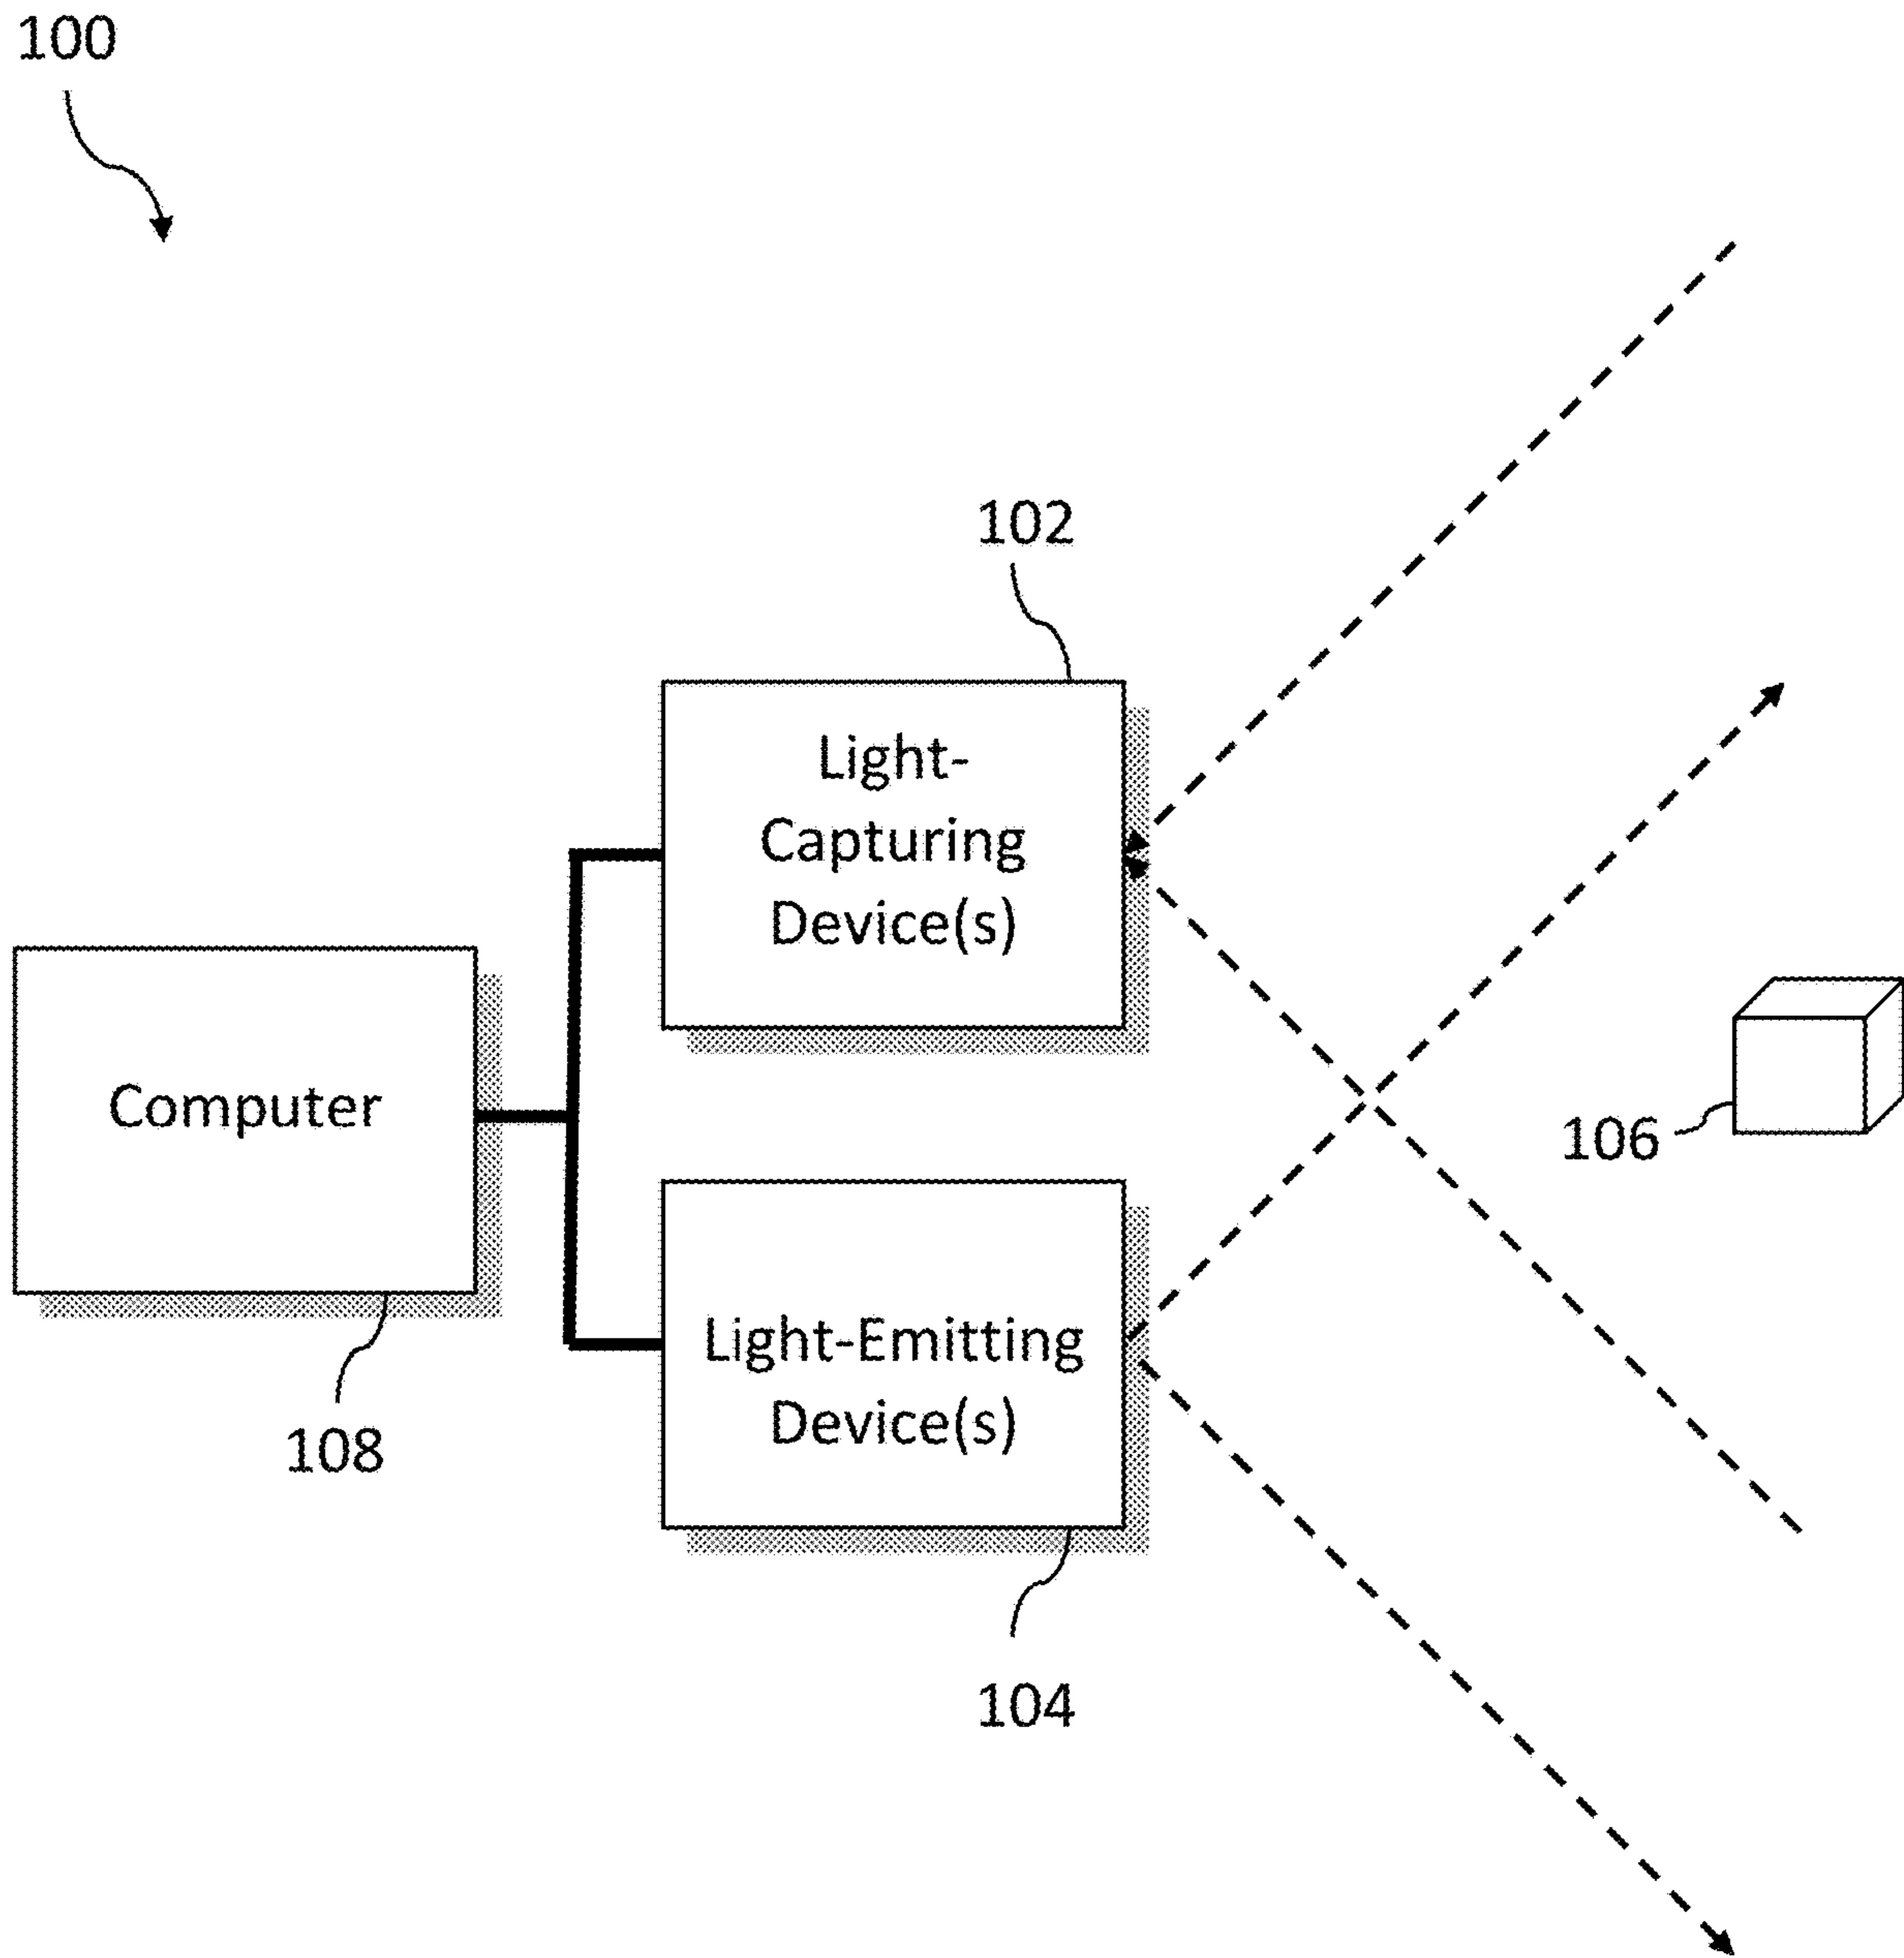 100
102
Light-
Capturing
Device(s)
Computer
106
Light-Emitting
Device(s)
108
104